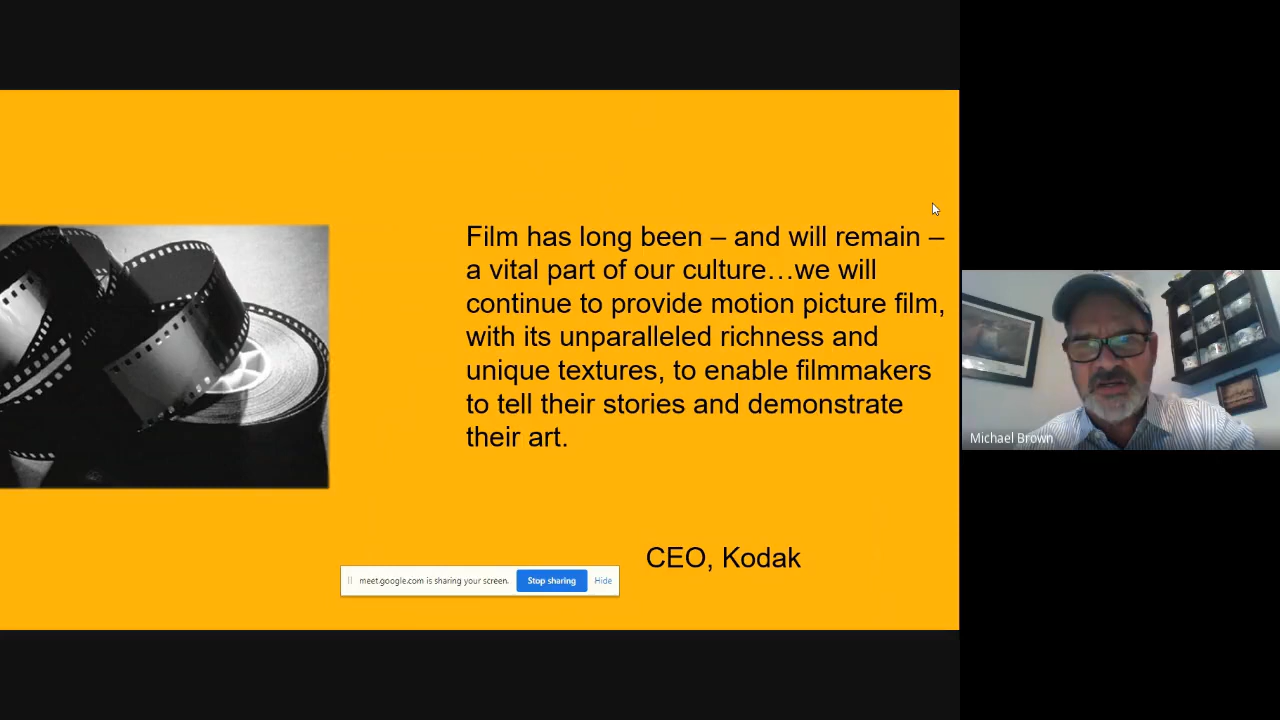 Film has long been – and will remain –
a vital part of our culture…we will
continue to provide motion picture film,
with its unparalleled richness and
unique textures, to enable filmmakers
to tell their stories and demonstrate
their art.
CEO, Kodak
meet.google.com is sharing your screen. Stop sharing Hide
Michael Brown